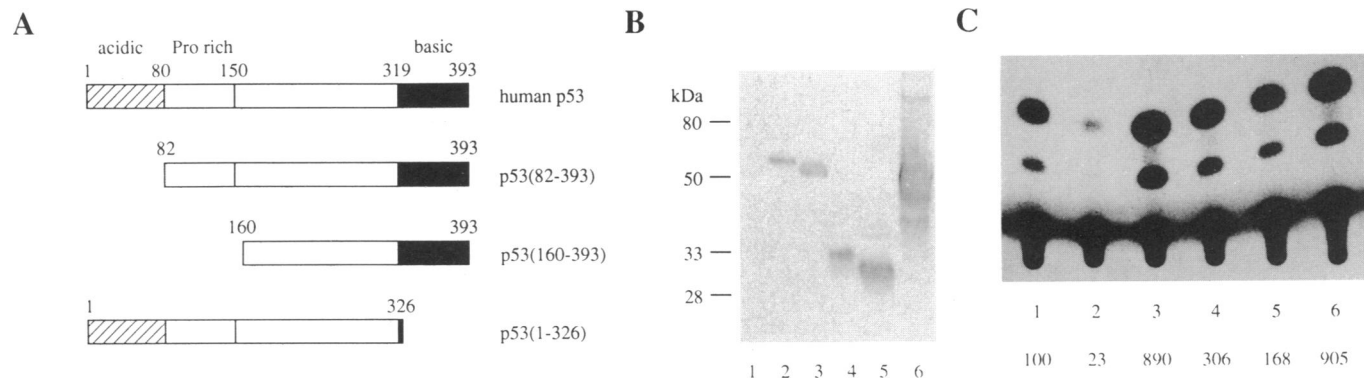 A
acidic Pro rich basic
1 80 150 319 393
human p53
82 393
p53(82-393)
160 393
p53(160-393)
1 326
p53(1-326)
B
kDa
80
50
33
28
1 2 3 4 5 6
C
1 2 3 4 5 6
100 23 890 306 168 905